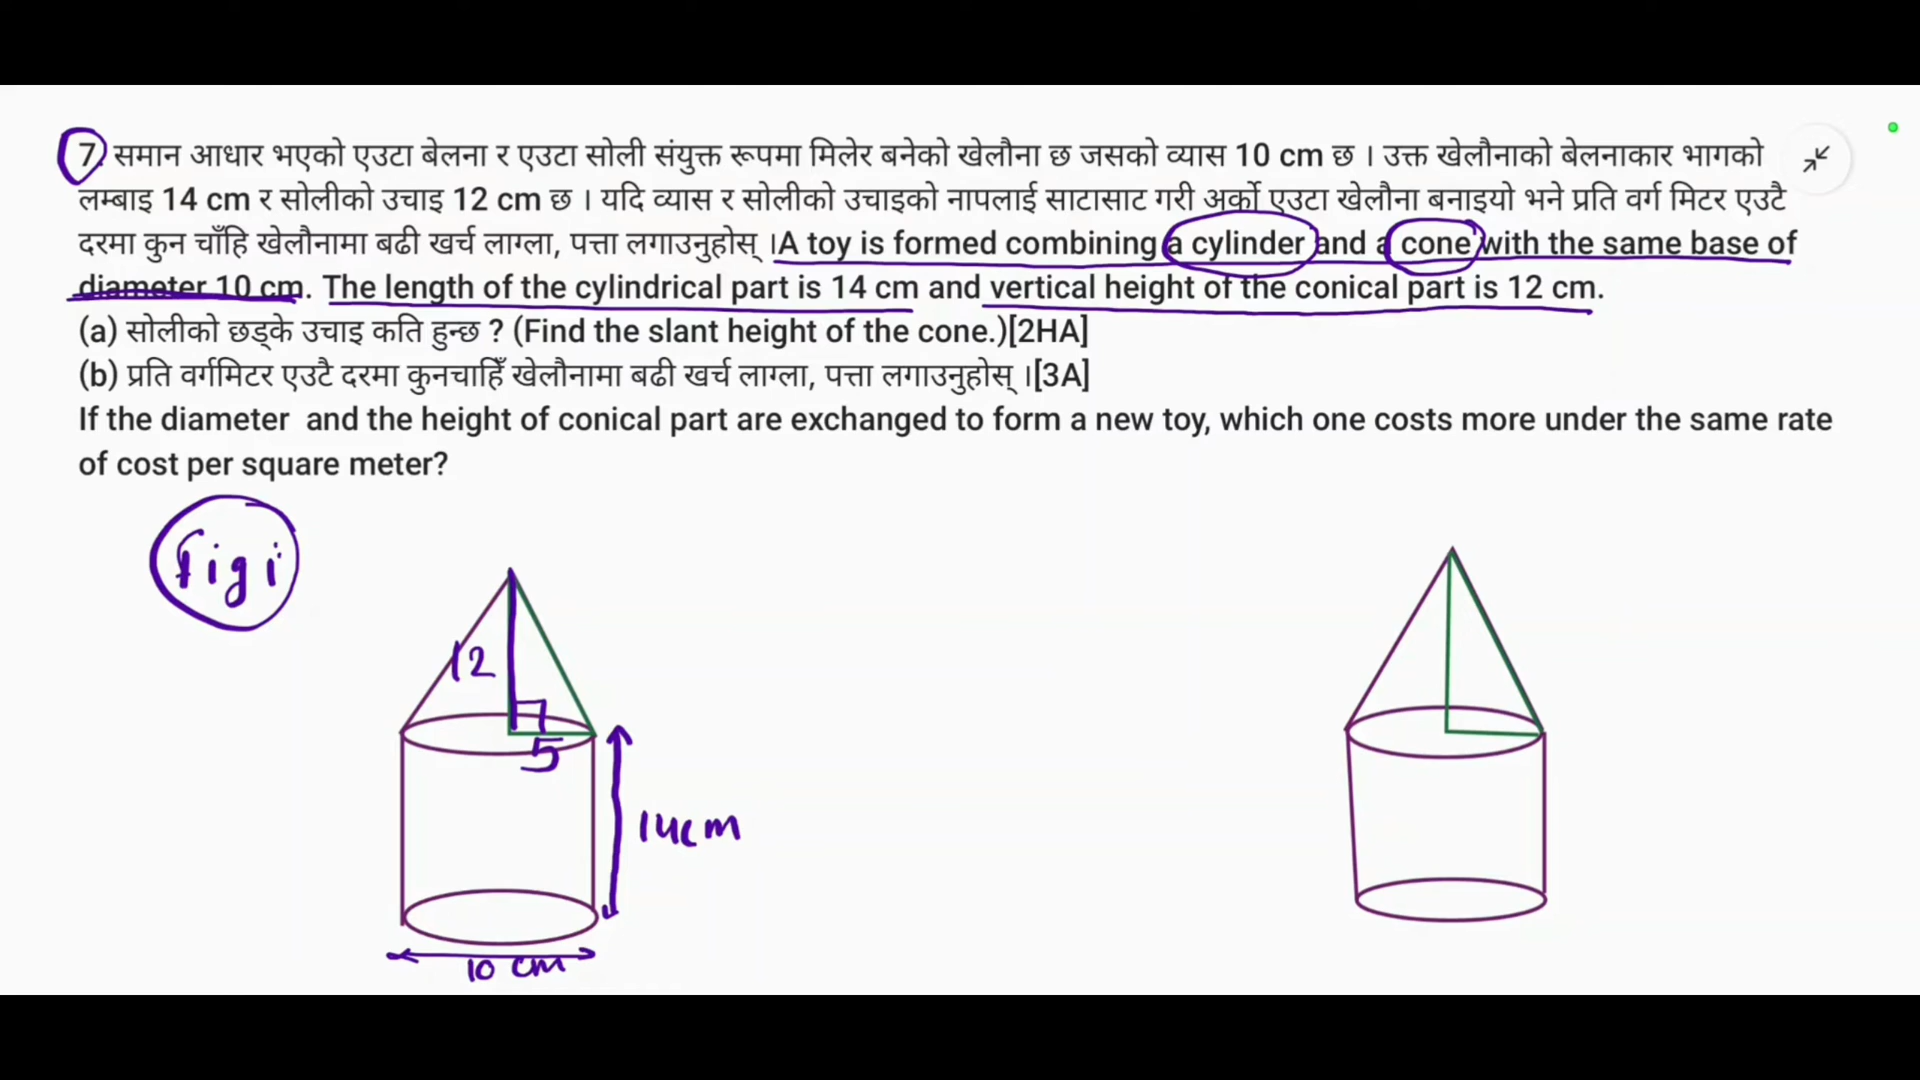 7. समान आधार भएको एउटा बेलना र एउटा सोली संयुक्त रूपमा मिलेर बनेको खेलौना छ जसको व्यास 10 cm छ । उक्त खेलौनाको बेलनाकार भागको
लम्बाइ 14 cm र सोलीको उचाइ 12 cm छ । यदि व्यास र सोलीको उचाइको नापलाई साटासाट गरी अर्को एउटा खेलौना बनाइयो भने प्रति वर्ग मिटर एउटै
दरमा कुन चाँहि खेलौनामा बढी खर्च लाग्ला, पत्ता लगाउनुहोस् ।A toy is formed combining a cylinder and a cone with the same base of
diameter 10 cm. The length of the cylindrical part is 14 cm and vertical height of the conical part is 12 cm.
(a) सोलीको छड्के उचाइ कति हुन्छ ? (Find the slant height of the cone.)[2HA]
(b) प्रति वर्गमिटर एउटै दरमा कुनचाहिँ खेलौनामा बढी खर्च लाग्ला, पत्ता लगाउनुहोस् ।[3A]
If the diameter and the height of conical part are exchanged to form a new toy, which one costs more under the same rate
of cost per square meter?
fig i
12
5
14cm
10 cm